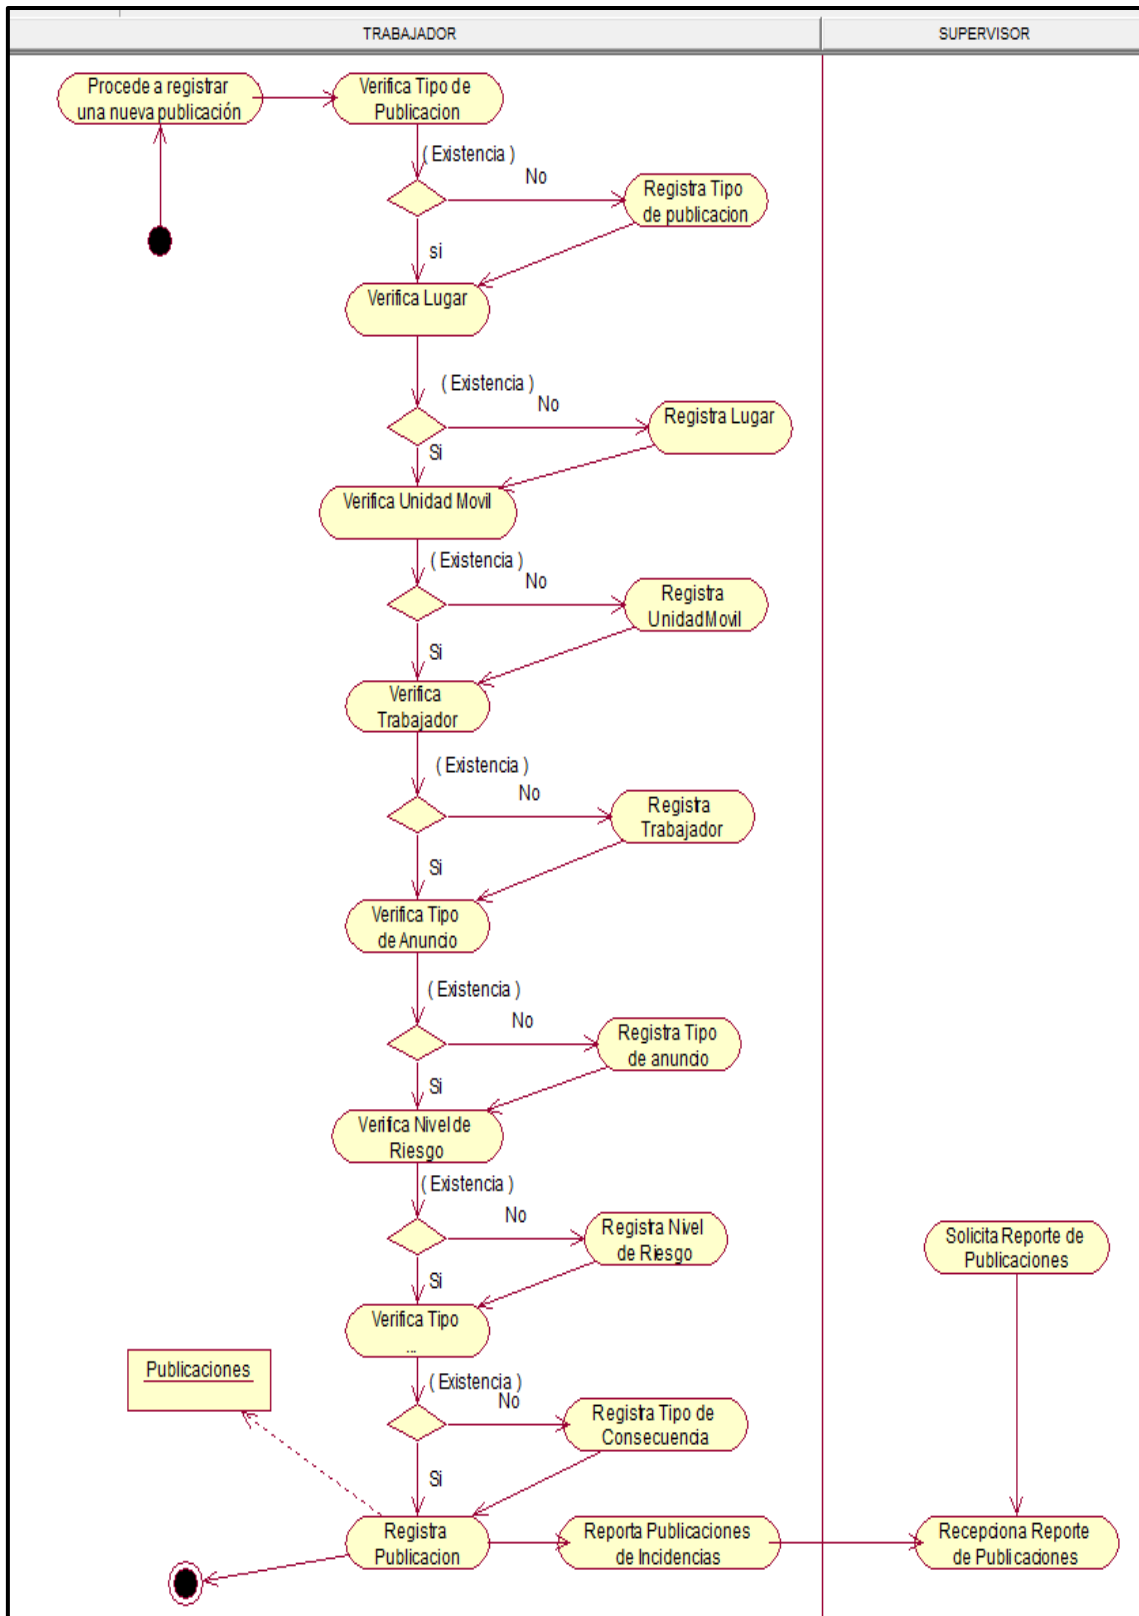 TRABAJADOR
SUPERVISOR
Procede a registrar
una nueva publicación
Verifica Tipo de
Publicacion
( Existencia )
No
Registra Tipo
de publicacion
si
Verifica Lugar
( Existencia )
No
Registra Lugar
Si
Verifica Unidad Movil
( Existencia )
No
Registra
UnidadMovil
Si
Verifica
Trabajador
( Existencia )
No
Registra
Trabajador
Si
Verifica Tipo
de Anuncio
( Existencia )
No
Registra Tipo
de anuncio
Si
Verifica Nivel de
Riesgo
( Existencia )
No
Registra Nivel
de Riesgo
Solicita Reporte de
Publicaciones
Si
Verifica Tipo
...
Publicaciones
( Existencia )
No
Registra Tipo de
Consecuencia
Si
Registra
Publicacion
Reporta Publicaciones
de Incidencias
Recepciona Reporte
de Publicaciones